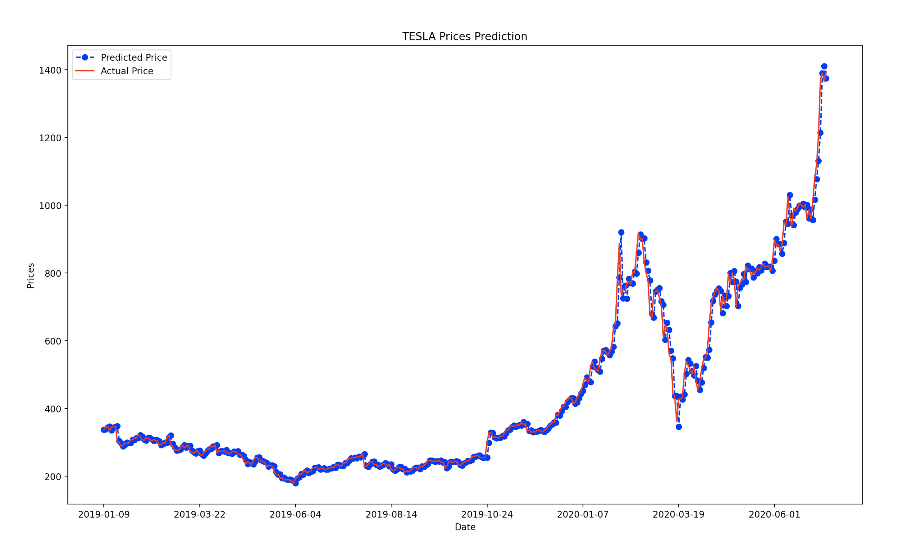 TESLA Prices Prediction
Predicted Price
Actual Price
1400
1200
1000
800
600
400
200
Prices
2019-01-09 2019-03-22 2019-06-04 2019-08-14 2019-10-24 2020-01-07 2020-03-19 2020-06-01
Date